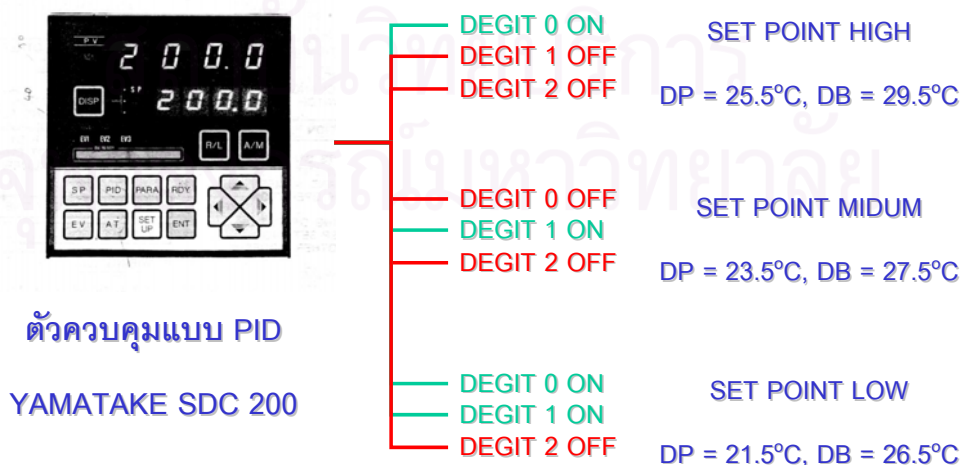 PV
200.0
DISP
SP
200.0
EV1 EV2 EV3
R/L A/M
SP PID PARA RDY
EV AT SET UP ENT
ตัวควบคุมแบบ PID
YAMATAKE SDC 200
DEGIT 0 ON
DEGIT 1 OFF
DEGIT 2 OFF
SET POINT HIGH
DP = 25.5°C, DB = 29.5°C
DEGIT 0 OFF
DEGIT 1 ON
DEGIT 2 OFF
SET POINT MIDUM
DP = 23.5°C, DB = 27.5°C
DEGIT 0 ON
DEGIT 1 ON
DEGIT 2 OFF
SET POINT LOW
DP = 21.5°C, DB = 26.5°C